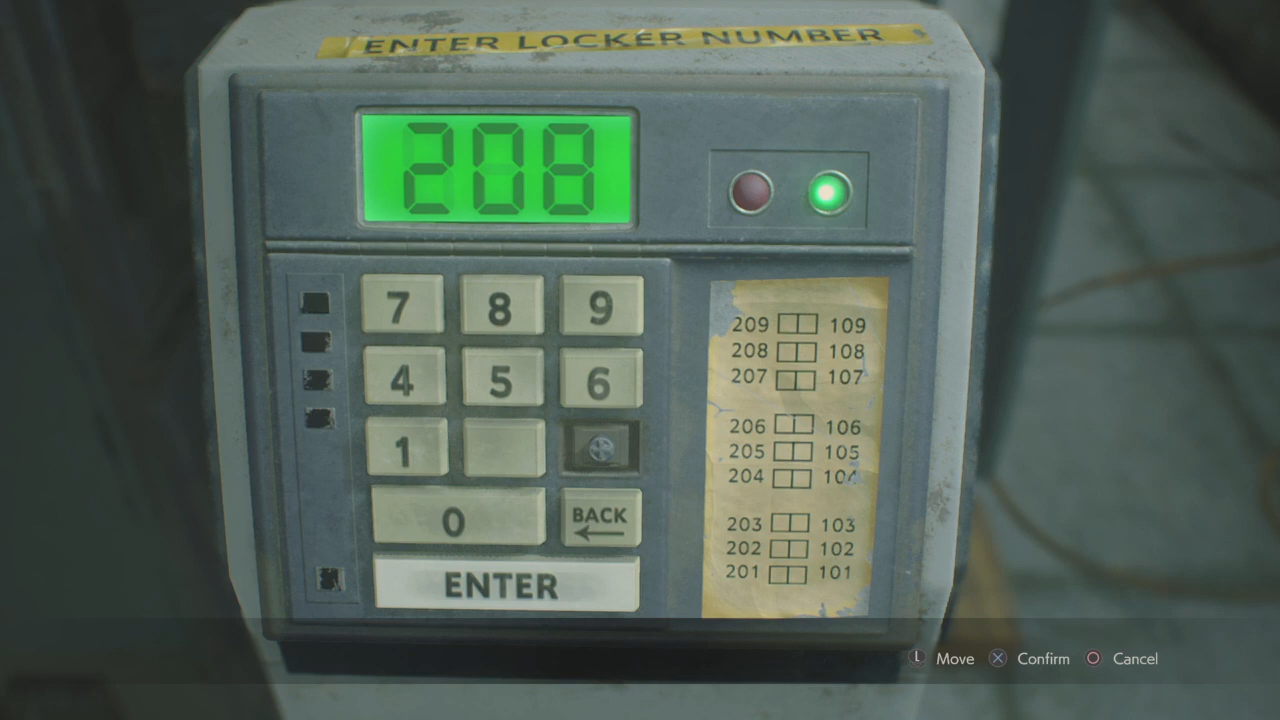 ENTER LOCKER NUMBER
208
7 8 9
4 5 6
1
0 BACK
ENTER
209 109
208 108
207 107
206 106
205 105
204 104
203 103
202 102
201 101
L Move Confirm Cancel